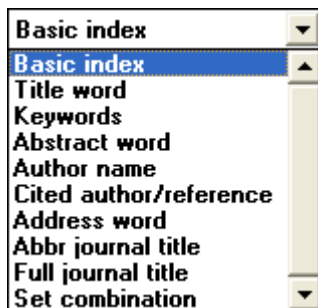 Basic index
Basic index
Title word
Keywords
Abstract word
Author name
Cited author/reference
Address word
Abbr journal title
Full journal title
Set combination